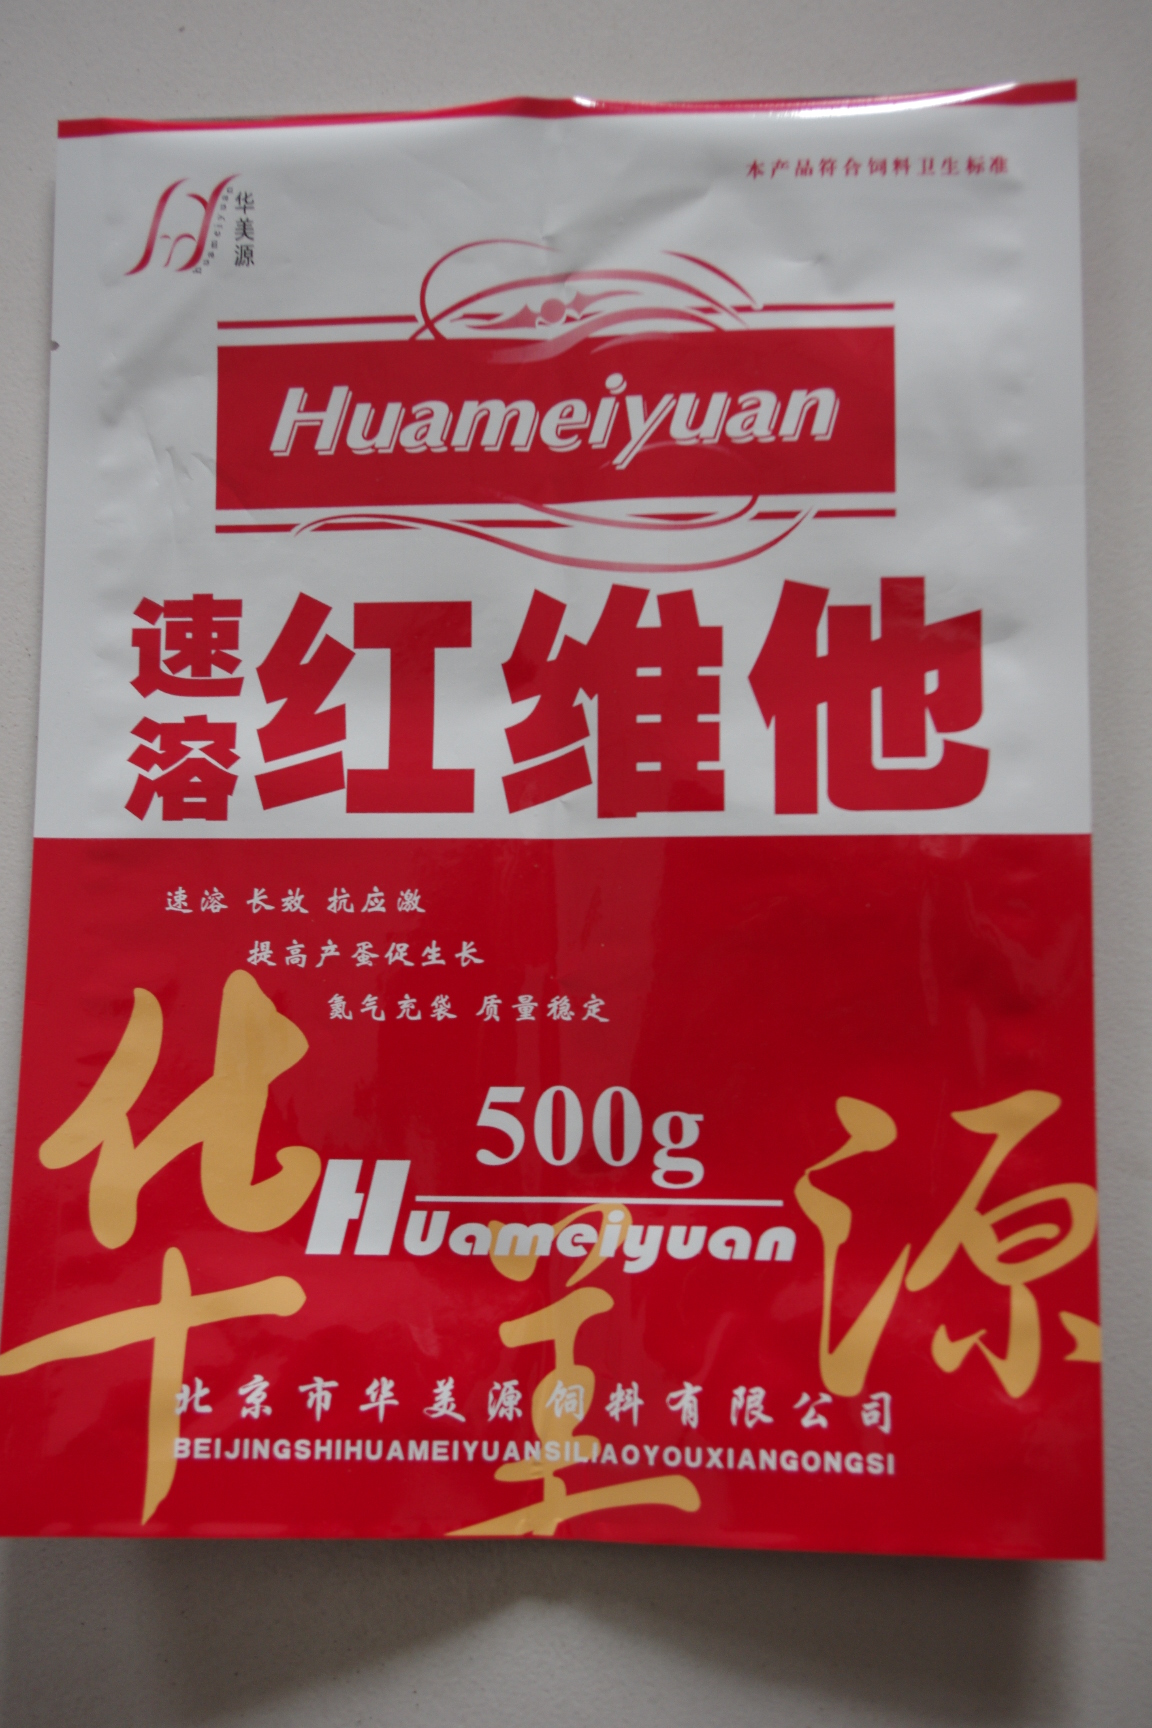 本产品符合饲料卫生标准
华美源
Huameiyuan
Huameiyuan
速溶
红维他
速溶 长效 抗应激
提高产蛋促生长
氮气充袋 质量稳定
500g
Huameiyuan
华美源
北京市华美源饲料有限公司
BEIJINGSHIHUAMEIYUANSILIAOYOUXIANGONGSI